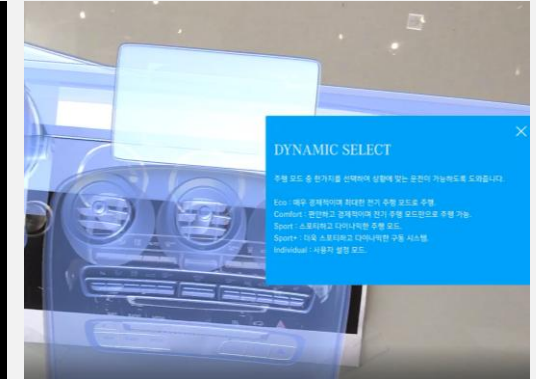 DYNAMIC SELECT
주행 모드 중 한가지를 선택하여 상황에 맞는 운전이 가능하도록 도와줍니다.
Eco : 매우 경제적이며 최대한 전기 주행 모드로 주행.
Comfort : 편안하고 경제적이며 전기 주행 모드만으로 주행 가능.
Sport : 스포티하고 다이나믹한 주행 모드.
Sport+ : 더욱 스포티하고 다이나믹한 구동 시스템.
Individual : 사용자 설정 모드.